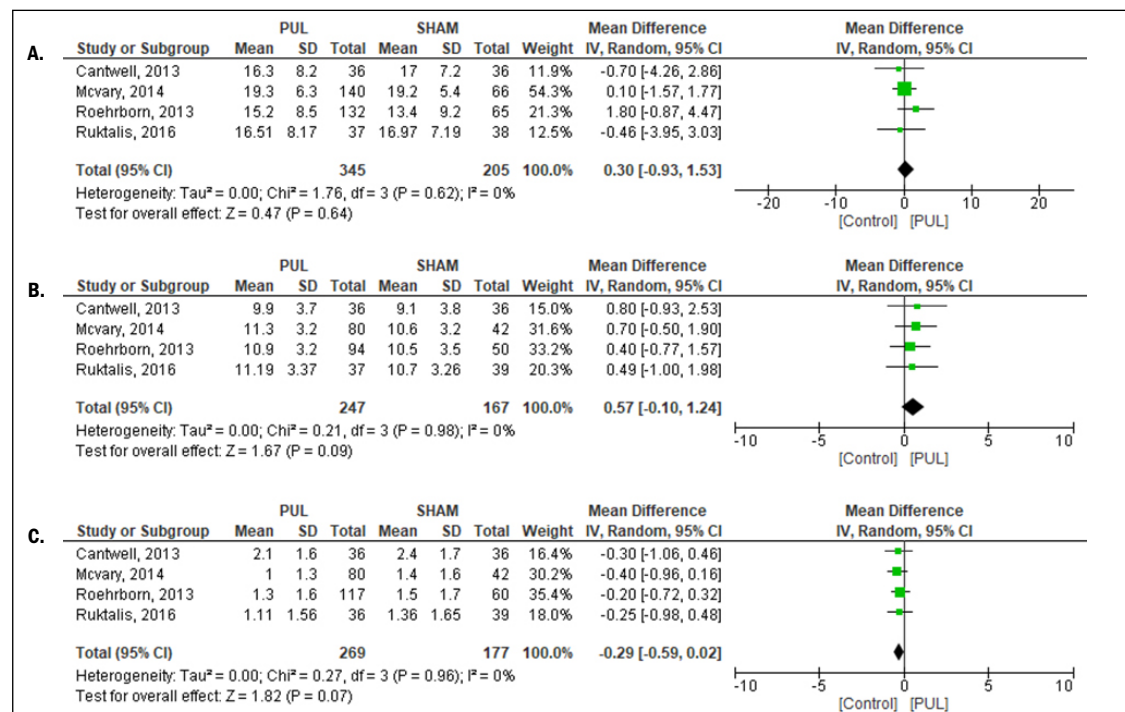 PUL SHAM Mean Difference Mean Difference
A. Study or Subgroup Mean SD Total Mean SD Total Weight IV, Random, 95% CI IV, Random, 95% CI
Cantwell, 2013 16.3 8.2 36 17 7.2 36 11.9% -0.70 [-4.26, 2.86]
Mcvary, 2014 19.3 6.3 140 19.2 5.4 66 54.3% 0.10 [-1.57, 1.77]
Roehrborn, 2013 15.2 8.5 132 13.4 9.2 65 21.3% 1.80 [-0.87, 4.47]
Ruktalis, 2016 16.51 8.17 37 16.97 7.19 38 12.5% -0.46 [-3.95, 3.03]
Total (95% CI) 345 205 100.0% 0.30 [-0.93, 1.53]
Heterogeneity: Tau² = 0.00; Chi² = 1.76, df = 3 (P = 0.62); I² = 0%
Test for overall effect: Z = 0.47 (P = 0.64)
-20 -10 0 10 20
[Control] [PUL]
PUL SHAM Mean Difference Mean Difference
B. Study or Subgroup Mean SD Total Mean SD Total Weight IV, Random, 95% CI IV, Random, 95% CI
Cantwell, 2013 9.9 3.7 36 9.1 3.8 36 15.0% 0.80 [-0.93, 2.53]
Mcvary, 2014 11.3 3.2 80 10.6 3.2 42 31.6% 0.70 [-0.50, 1.90]
Roehrborn, 2013 10.9 3.2 94 10.5 3.5 50 33.2% 0.40 [-0.77, 1.57]
Ruktalis, 2016 11.19 3.37 37 10.7 3.26 39 20.3% 0.49 [-1.00, 1.98]
Total (95% CI) 247 167 100.0% 0.57 [-0.10, 1.24]
Heterogeneity: Tau² = 0.00; Chi² = 0.21, df = 3 (P = 0.98); I² = 0%
Test for overall effect: Z = 1.67 (P = 0.09)
-10 -5 0 5 10
[Control] [PUL]
PUL SHAM Mean Difference Mean Difference
C. Study or Subgroup Mean SD Total Mean SD Total Weight IV, Random, 95% CI IV, Random, 95% CI
Cantwell, 2013 2.1 1.6 36 2.4 1.7 36 16.4% -0.30 [-1.06, 0.46]
Mcvary, 2014 1 1.3 80 1.4 1.6 42 30.2% -0.40 [-0.96, 0.16]
Roehrborn, 2013 1.3 1.6 117 1.5 1.7 60 35.4% -0.20 [-0.72, 0.32]
Ruktalis, 2016 1.11 1.56 36 1.36 1.65 39 18.0% -0.25 [-0.98, 0.48]
Total (95% CI) 269 177 100.0% -0.29 [-0.59, 0.02]
Heterogeneity: Tau² = 0.00; Chi² = 0.27, df = 3 (P = 0.96); I² = 0%
Test for overall effect: Z = 1.82 (P = 0.07)
-10 -5 0 5 10
[Control] [PUL]